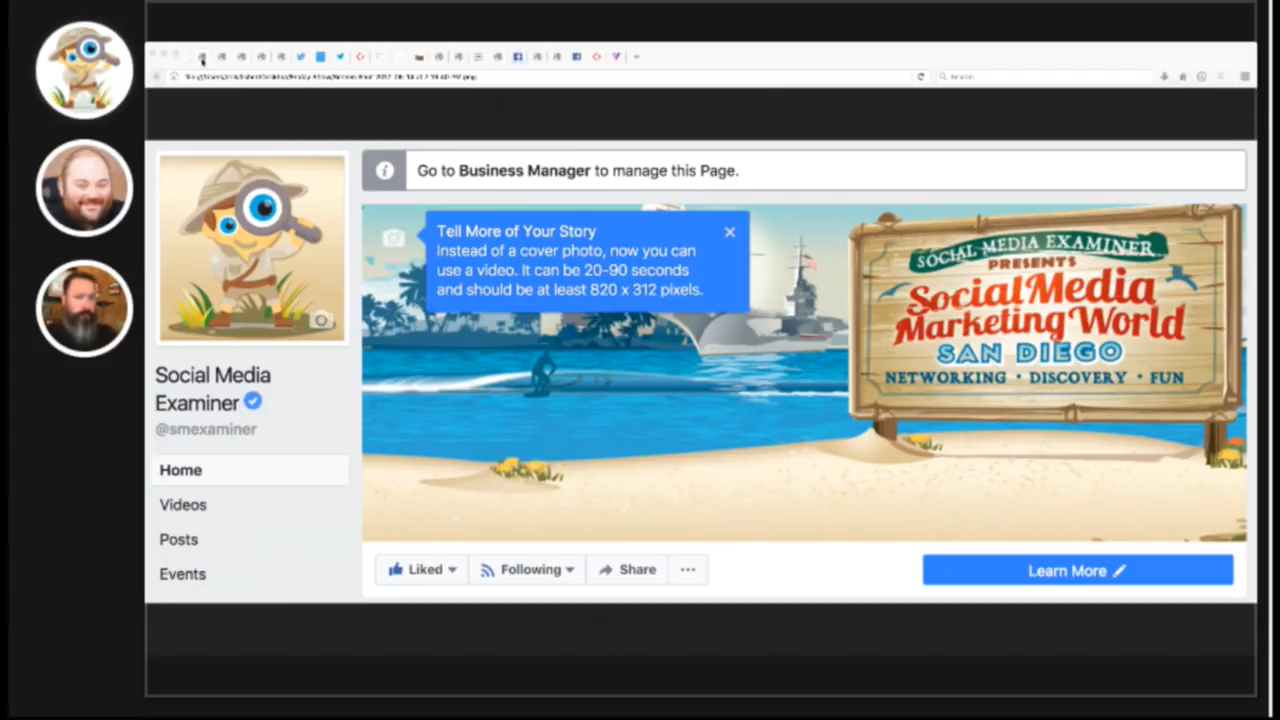 Search
Go to Business Manager to manage this Page.
Tell More of Your Story
Instead of a cover photo, now you can
use a video. It can be 20-90 seconds
and should be at least 820 x 312 pixels.
SOCIAL MEDIA EXAMINER
PRESENTS
Social Media
Marketing World
SAN DIEGO
NETWORKING · DISCOVERY · FUN
Social Media
Examiner
@smexaminer
Home
Videos
Posts
Events
Liked
Following
Share
Learn More